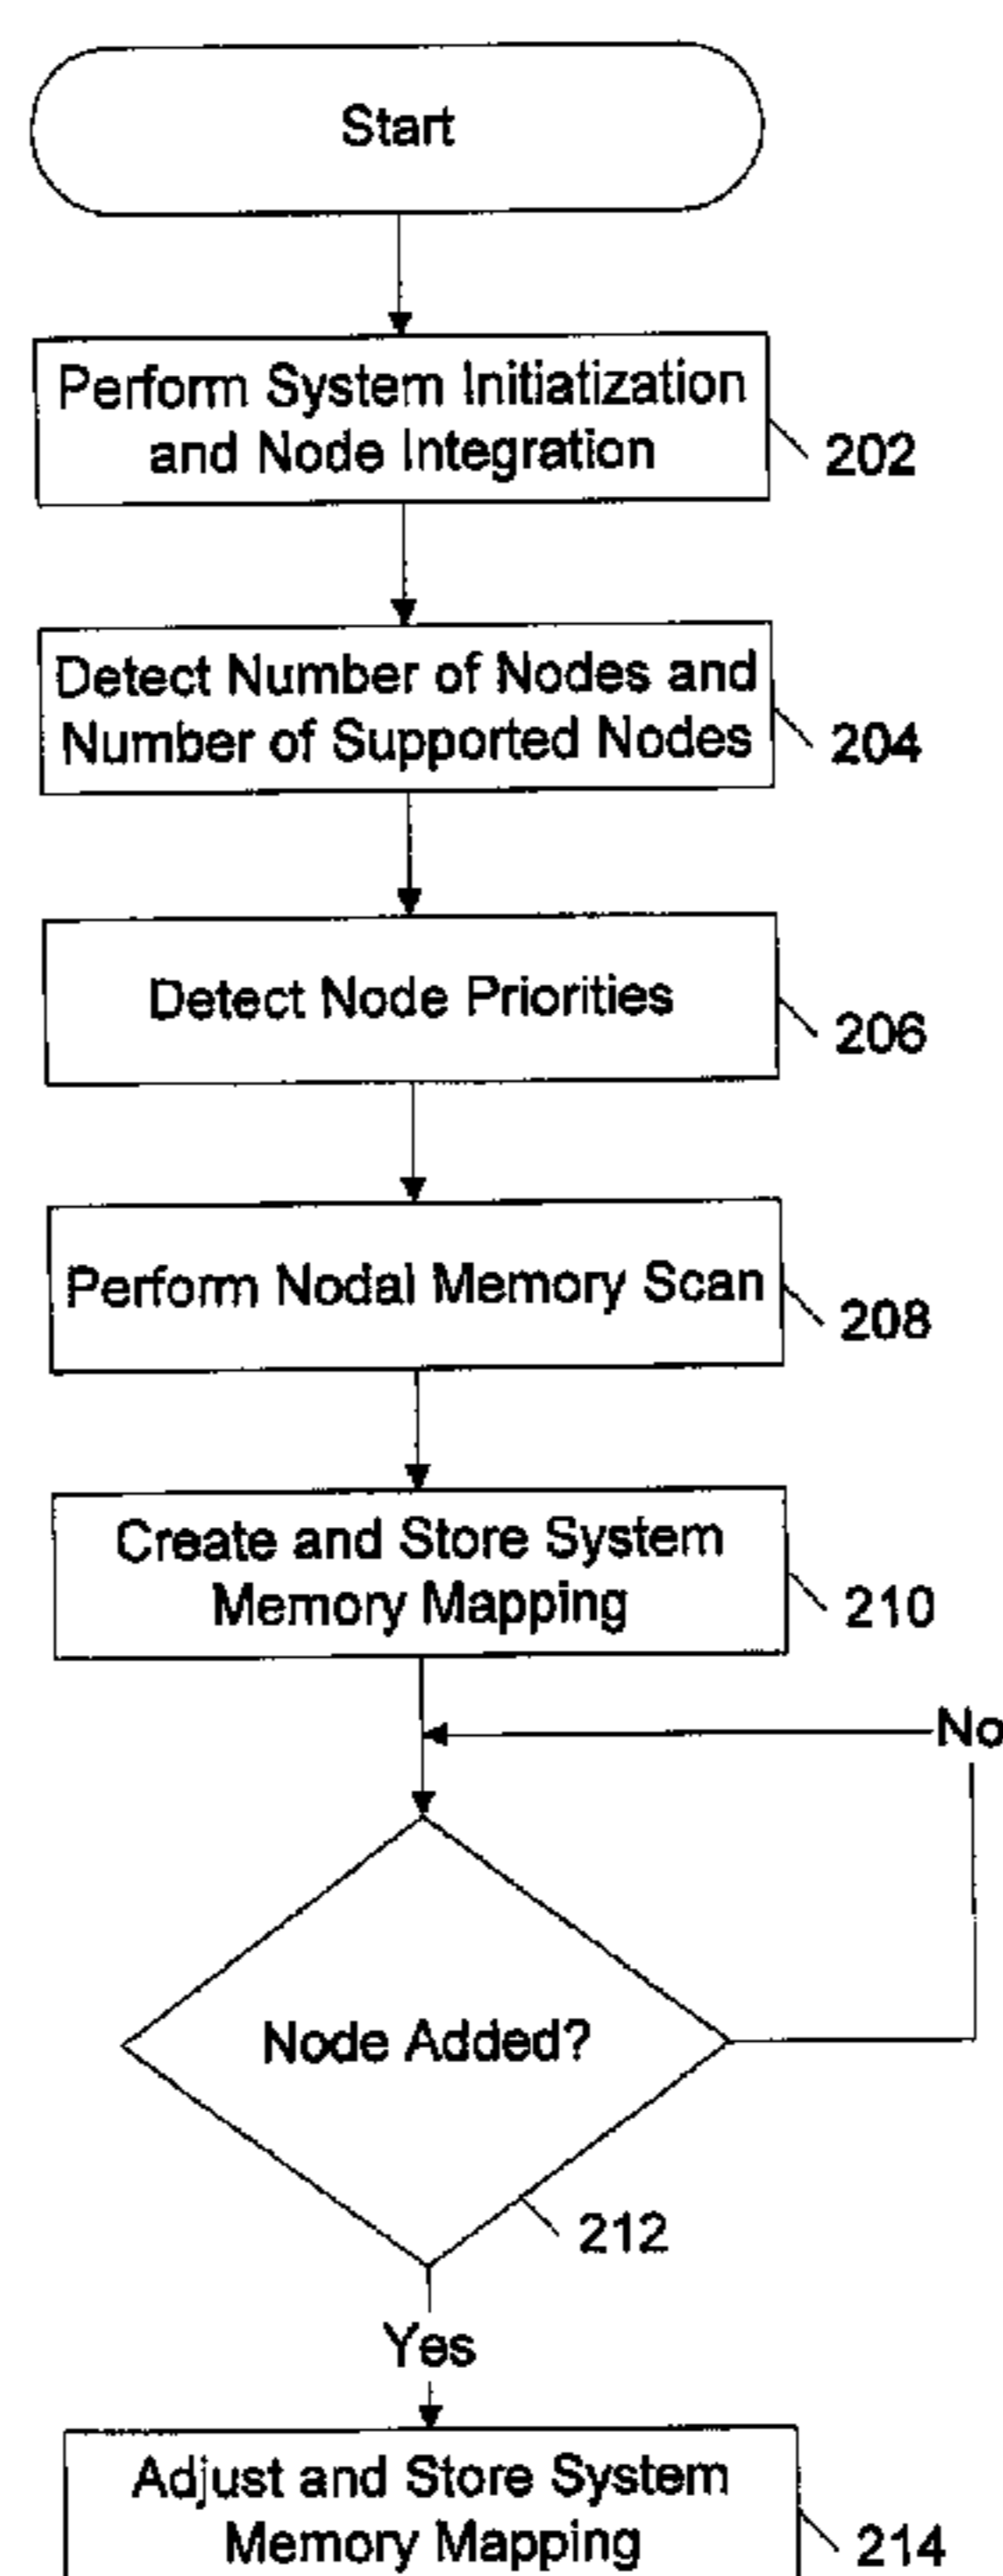 Start
Perform System Initiatization
and Node Integration
202
Detect Number of Nodes and
Number of Supported Nodes
204
Detect Node Priorities
206
Perform Nodal Memory Scan
208
Create and Store System
Memory Mapping
210
No
Node Added?
212
Yes
Adjust and Store System
Memory Mapping
214